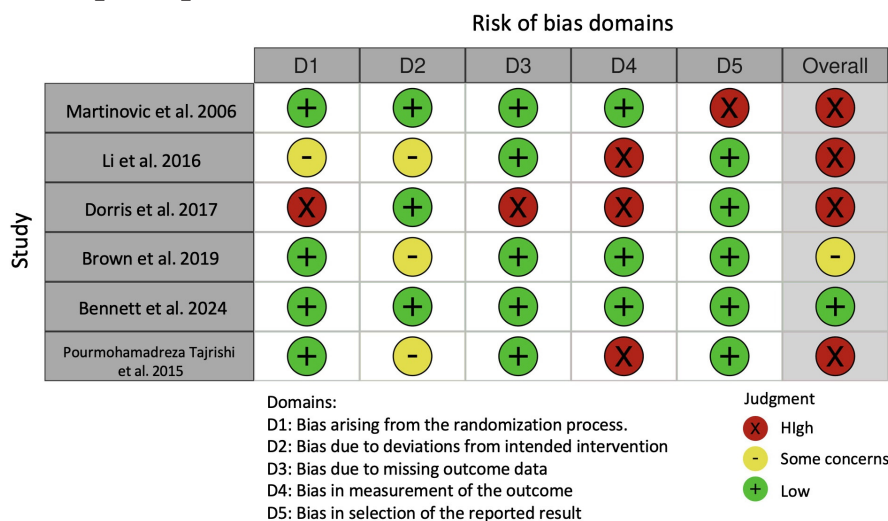 Risk of bias domains
D1 D2 D3 D4 D5 Overall
Study
Martinovic et al. 2006 + + + + X X
Li et al. 2016 - - + X + X
Dorris et al. 2017 X + X X + X
Brown et al. 2019 + - + + + -
Bennett et al. 2024 + + + + + +
Pourmohamadreza Tajrishi
et al. 2015 + - + X + X
Domains:
D1: Bias arising from the randomization process.
D2: Bias due to deviations from intended intervention
D3: Bias due to missing outcome data
D4: Bias in measurement of the outcome
D5: Bias in selection of the reported result
Judgment
X HIgh
- Some concerns
+ Low